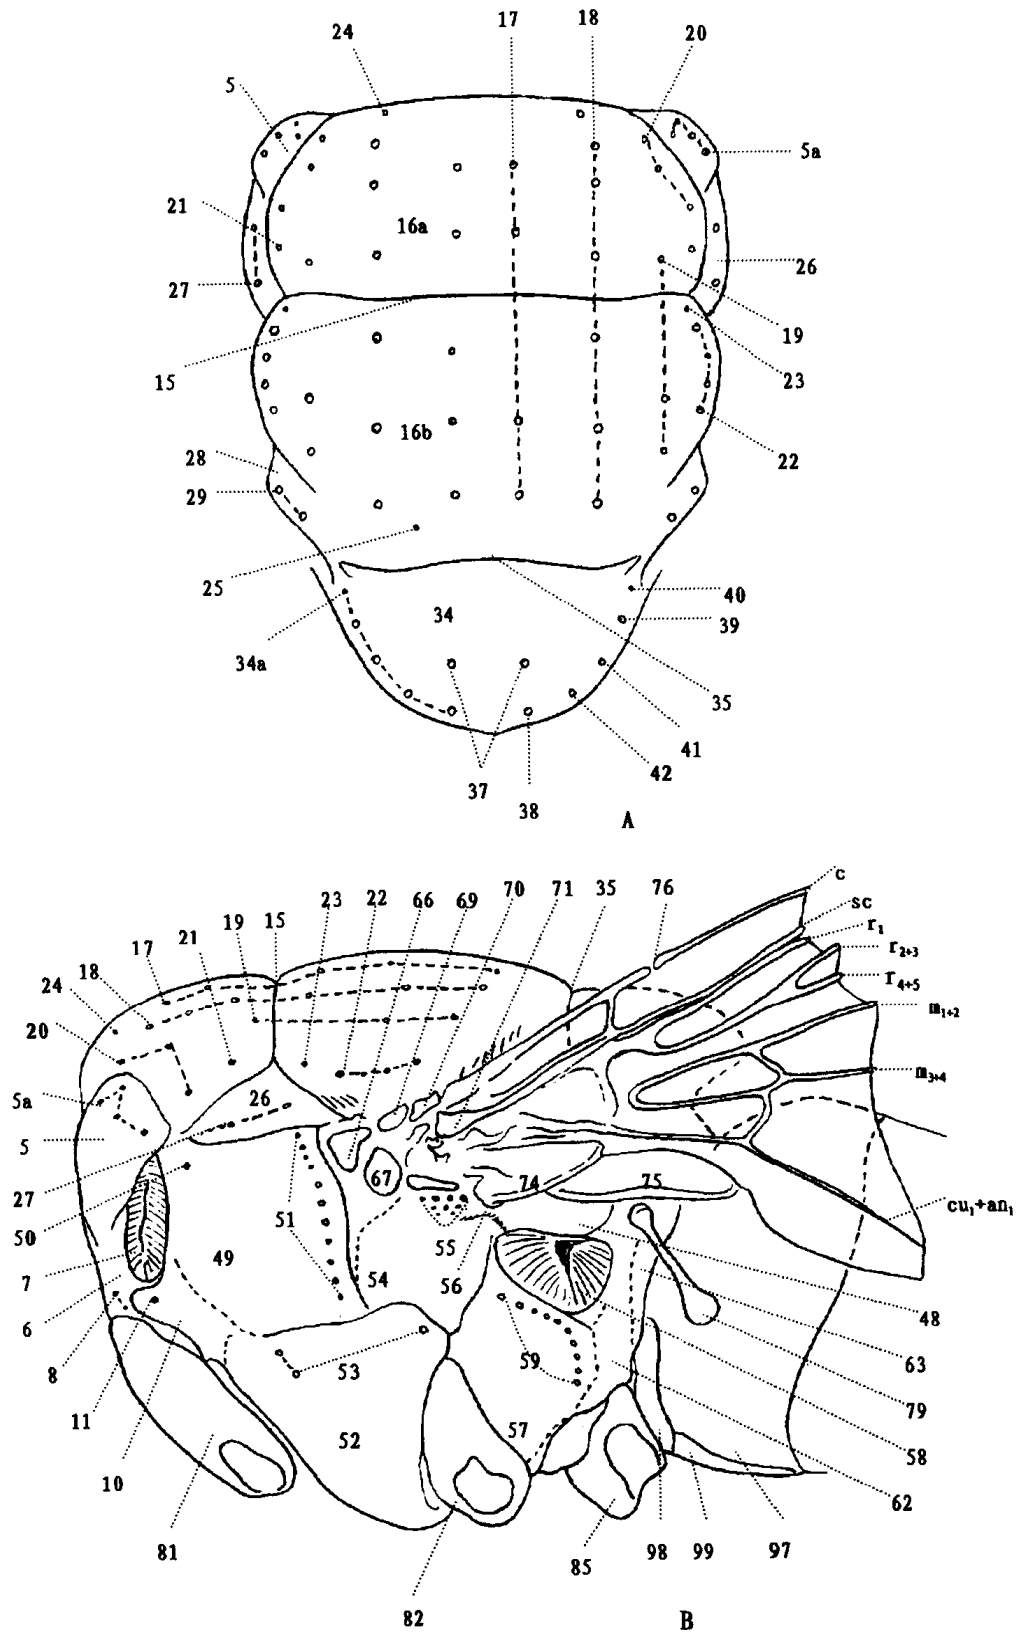 17 18
24 20
5
5a
21 16a
26
27
19
15 23
16b
28 22
29
25 40
34 39
34a
35
41
42
37 38
A
23 22 66 69 70 71 35 76 c
sc
19 15 r1
17 21 r2+3
24 18 r4+5
20 m1+2
5a 26 m3+4
5
27 67 74 75
50 51 cu1+an1
49 55
7 54 56
6 48
8 53 59 63
11 79
52 57 58
10 62
81 85 98 99 97
82 B